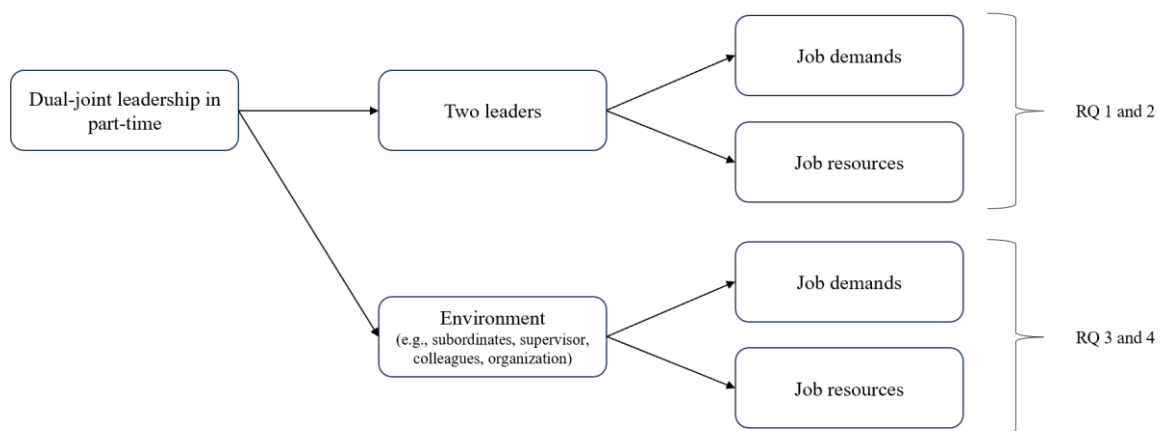 Dual-joint leadership in
part-time
Two leaders
Job demands
Job resources
RQ 1 and 2
Environment
(e.g., subordinates, supervisor,
colleagues, organization)
Job demands
Job resources
RQ 3 and 4